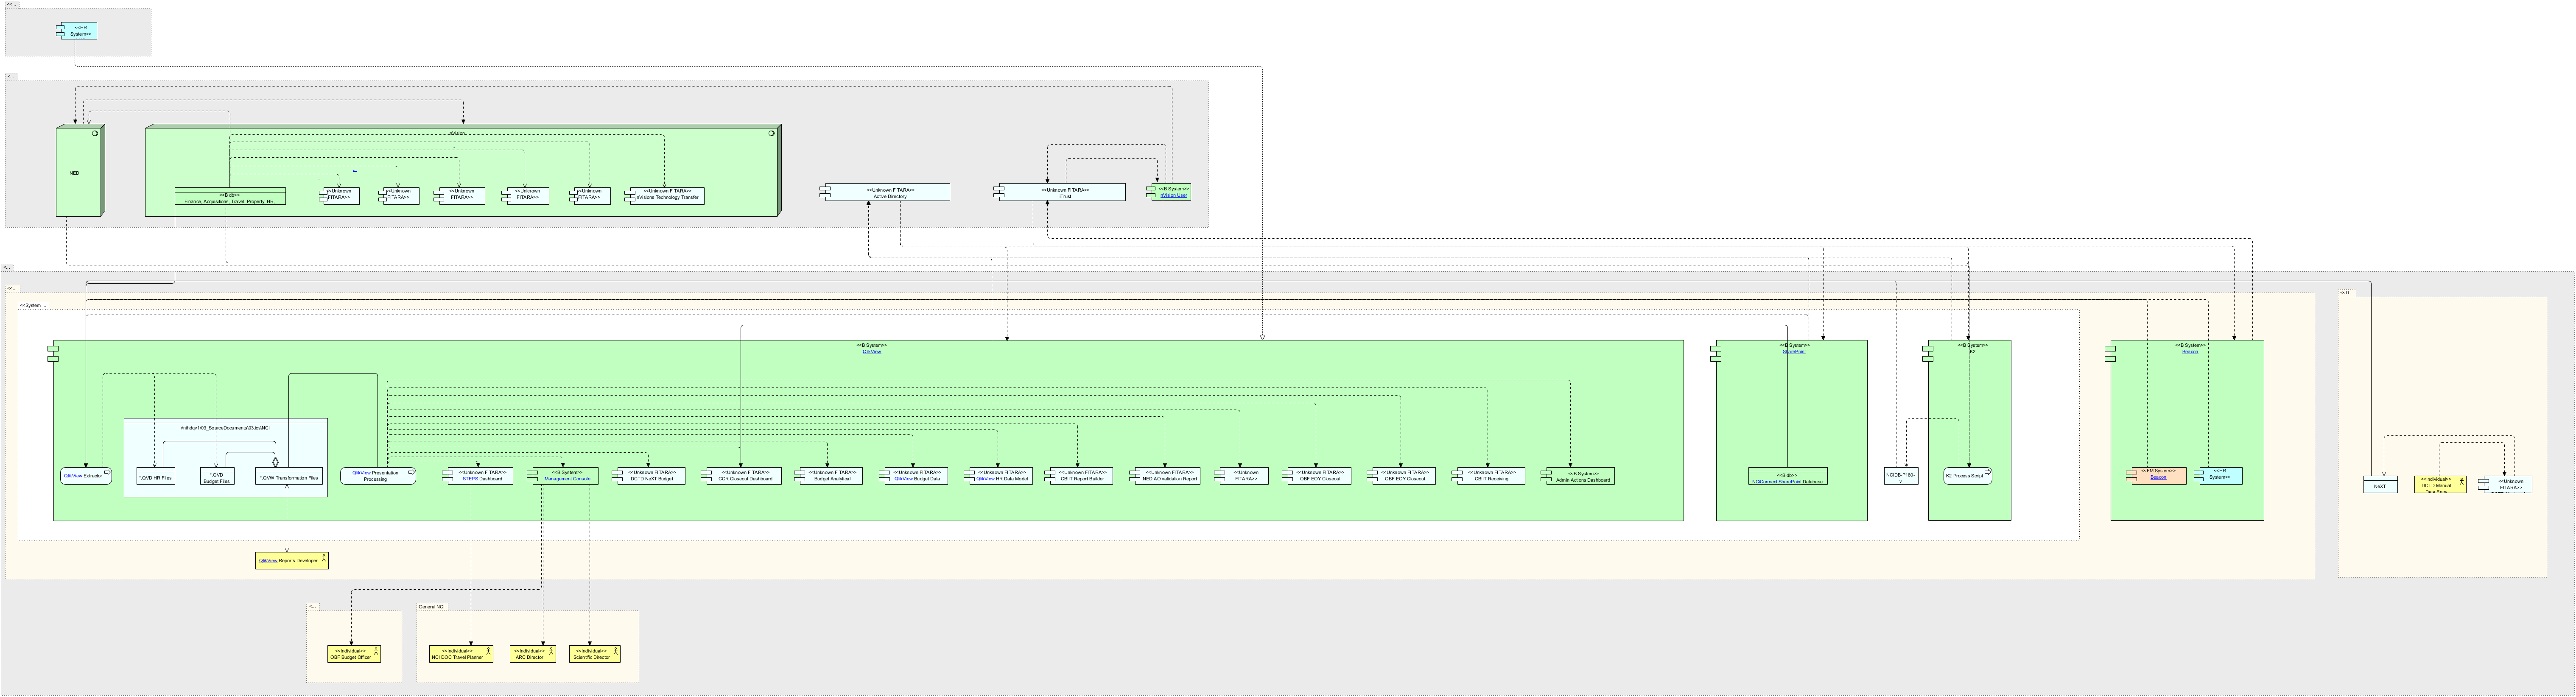 <<...
<<HR
System>>
<...
nVision
NED
<<B db>>
Finance, Acquisitions, Travel, Property, HR,
<<Unknown
FITARA>>
<<Unknown
FITARA>>
<<Unknown
FITARA>>
<<Unknown
FITARA>>
<<Unknown
FITARA>>
<<Unknown FITARA>>
nVisions Technology Transfer
<<Unknown FITARA>>
Active Directory
<<Unknown FITARA>>
iTrust
<<B System>>
nVision User
<...
<<...
<<System ...
<<D...
<<B System>>
QlikView
<<B System>>
SharePoint
<<B System>>
K2
<<B System>>
Beacon
QlikView Extractor
*.QVD HR Files
*.QVD
Budget Files
*.QVW Transformation Files
QlikView Presentation
Processing
<<Unknown FITARA>>
STEFS Dashboard
<<B System>>
Management Console
<<Unknown FITARA>>
DCTD NeXT Budget
<<Unknown FITARA>>
CCR Closeout Dashboard
<<Unknown FITARA>>
Budget Analytical
<<Unknown FITARA>>
QlikView Budget Data
<<Unknown FITARA>>
QlikView HR Data Model
<<Unknown FITARA>>
CBIIT Report Builder
<<Unknown FITARA>>
NED AO validation Report
<<Unknown
FITARA>>
<<Unknown FITARA>>
OBF EOY Closeout
<<Unknown FITARA>>
OBF EOY Closeout
<<Unknown FITARA>>
CBIIT Receiving
<<B System>>
Admin Actions Dashboard
<<B db>>
NCIConnect SharePoint Database
NCIDB-P160-
v
K2 Process Script
<<FM System>>
Beacon
<<HR
System>>
NeXT
<<Individual>>
DCTD Manual
Data Entry
<<Unknown
FITARA>>
QlikView Reports Developer
<...
General NCI
<<Individual>>
OBF Budget Officer
<<Individual>>
NCI DOC Travel Planner
<<Individual>>
ARC Director
<<Individual>>
Scientific Director